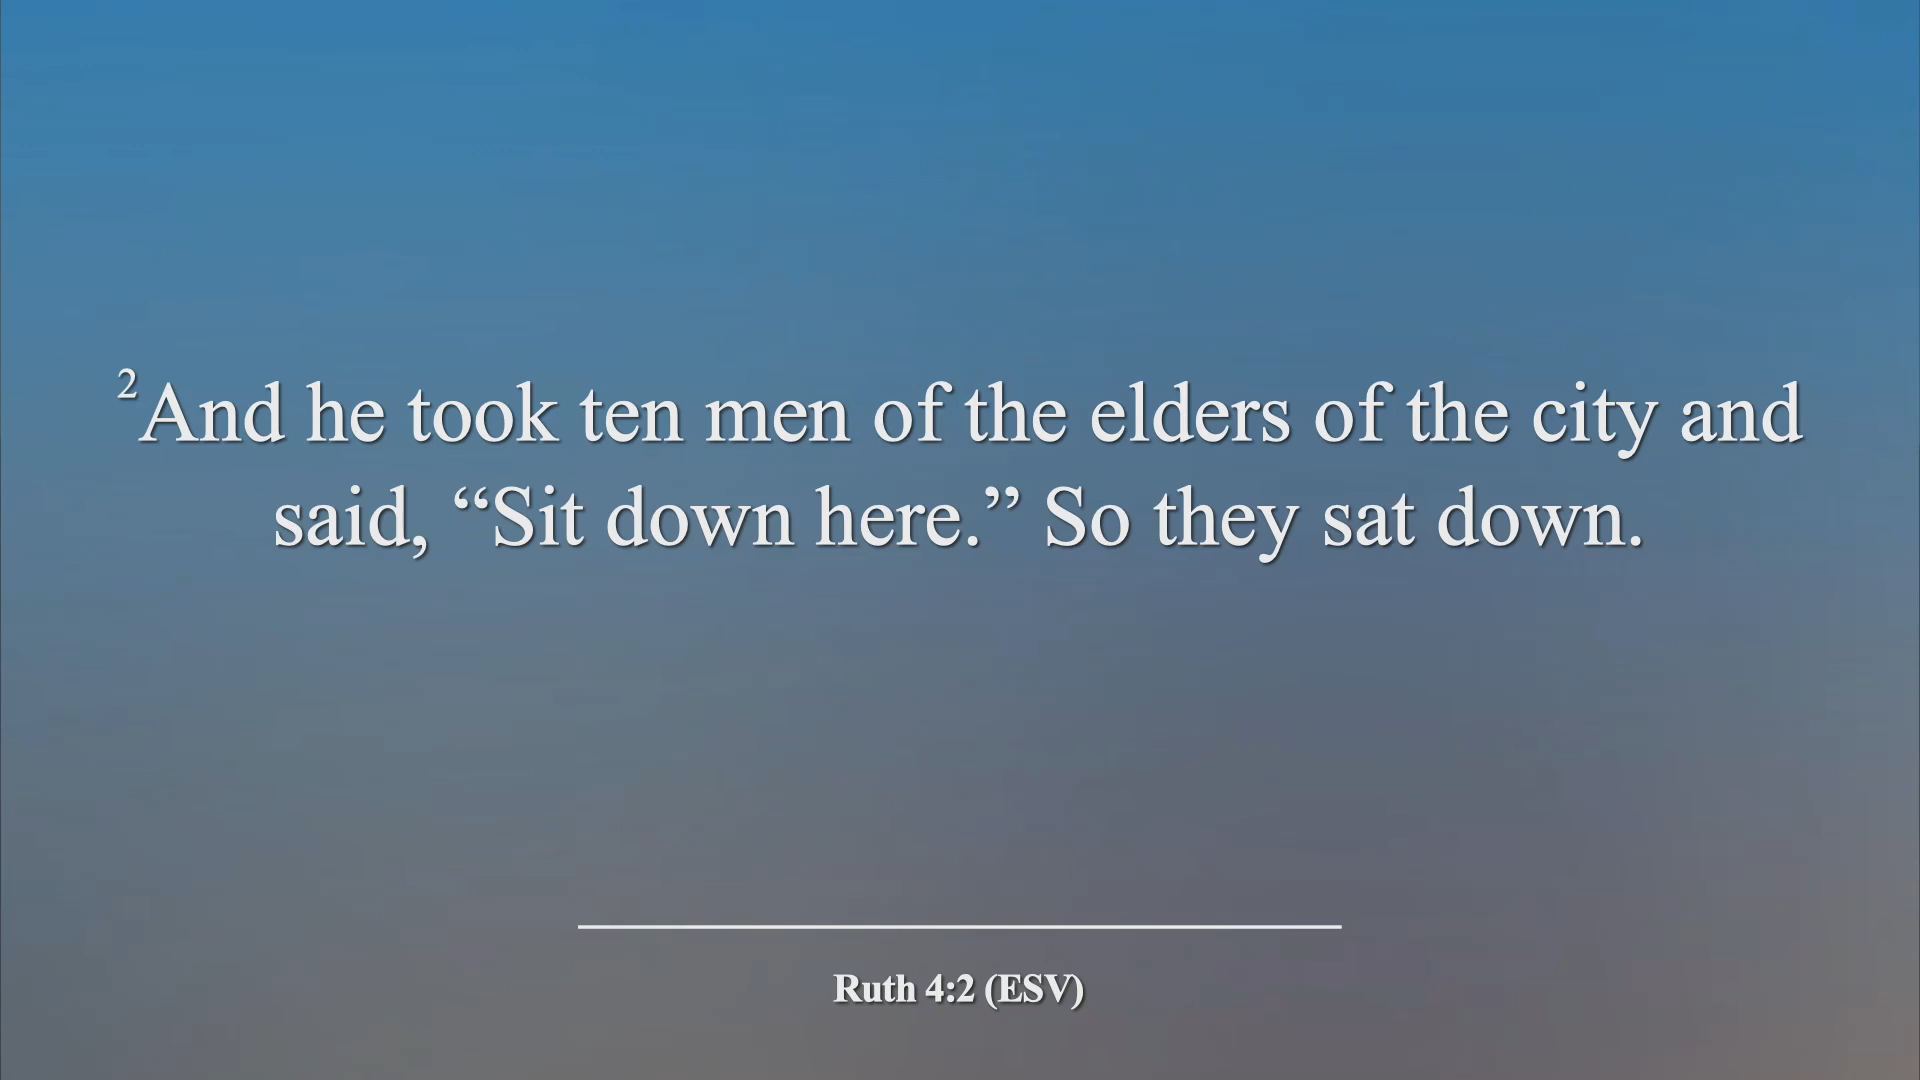 2And he took ten men of the elders of the city and
said, “Sit down here.” So they sat down.
Ruth 4:2 (ESV)